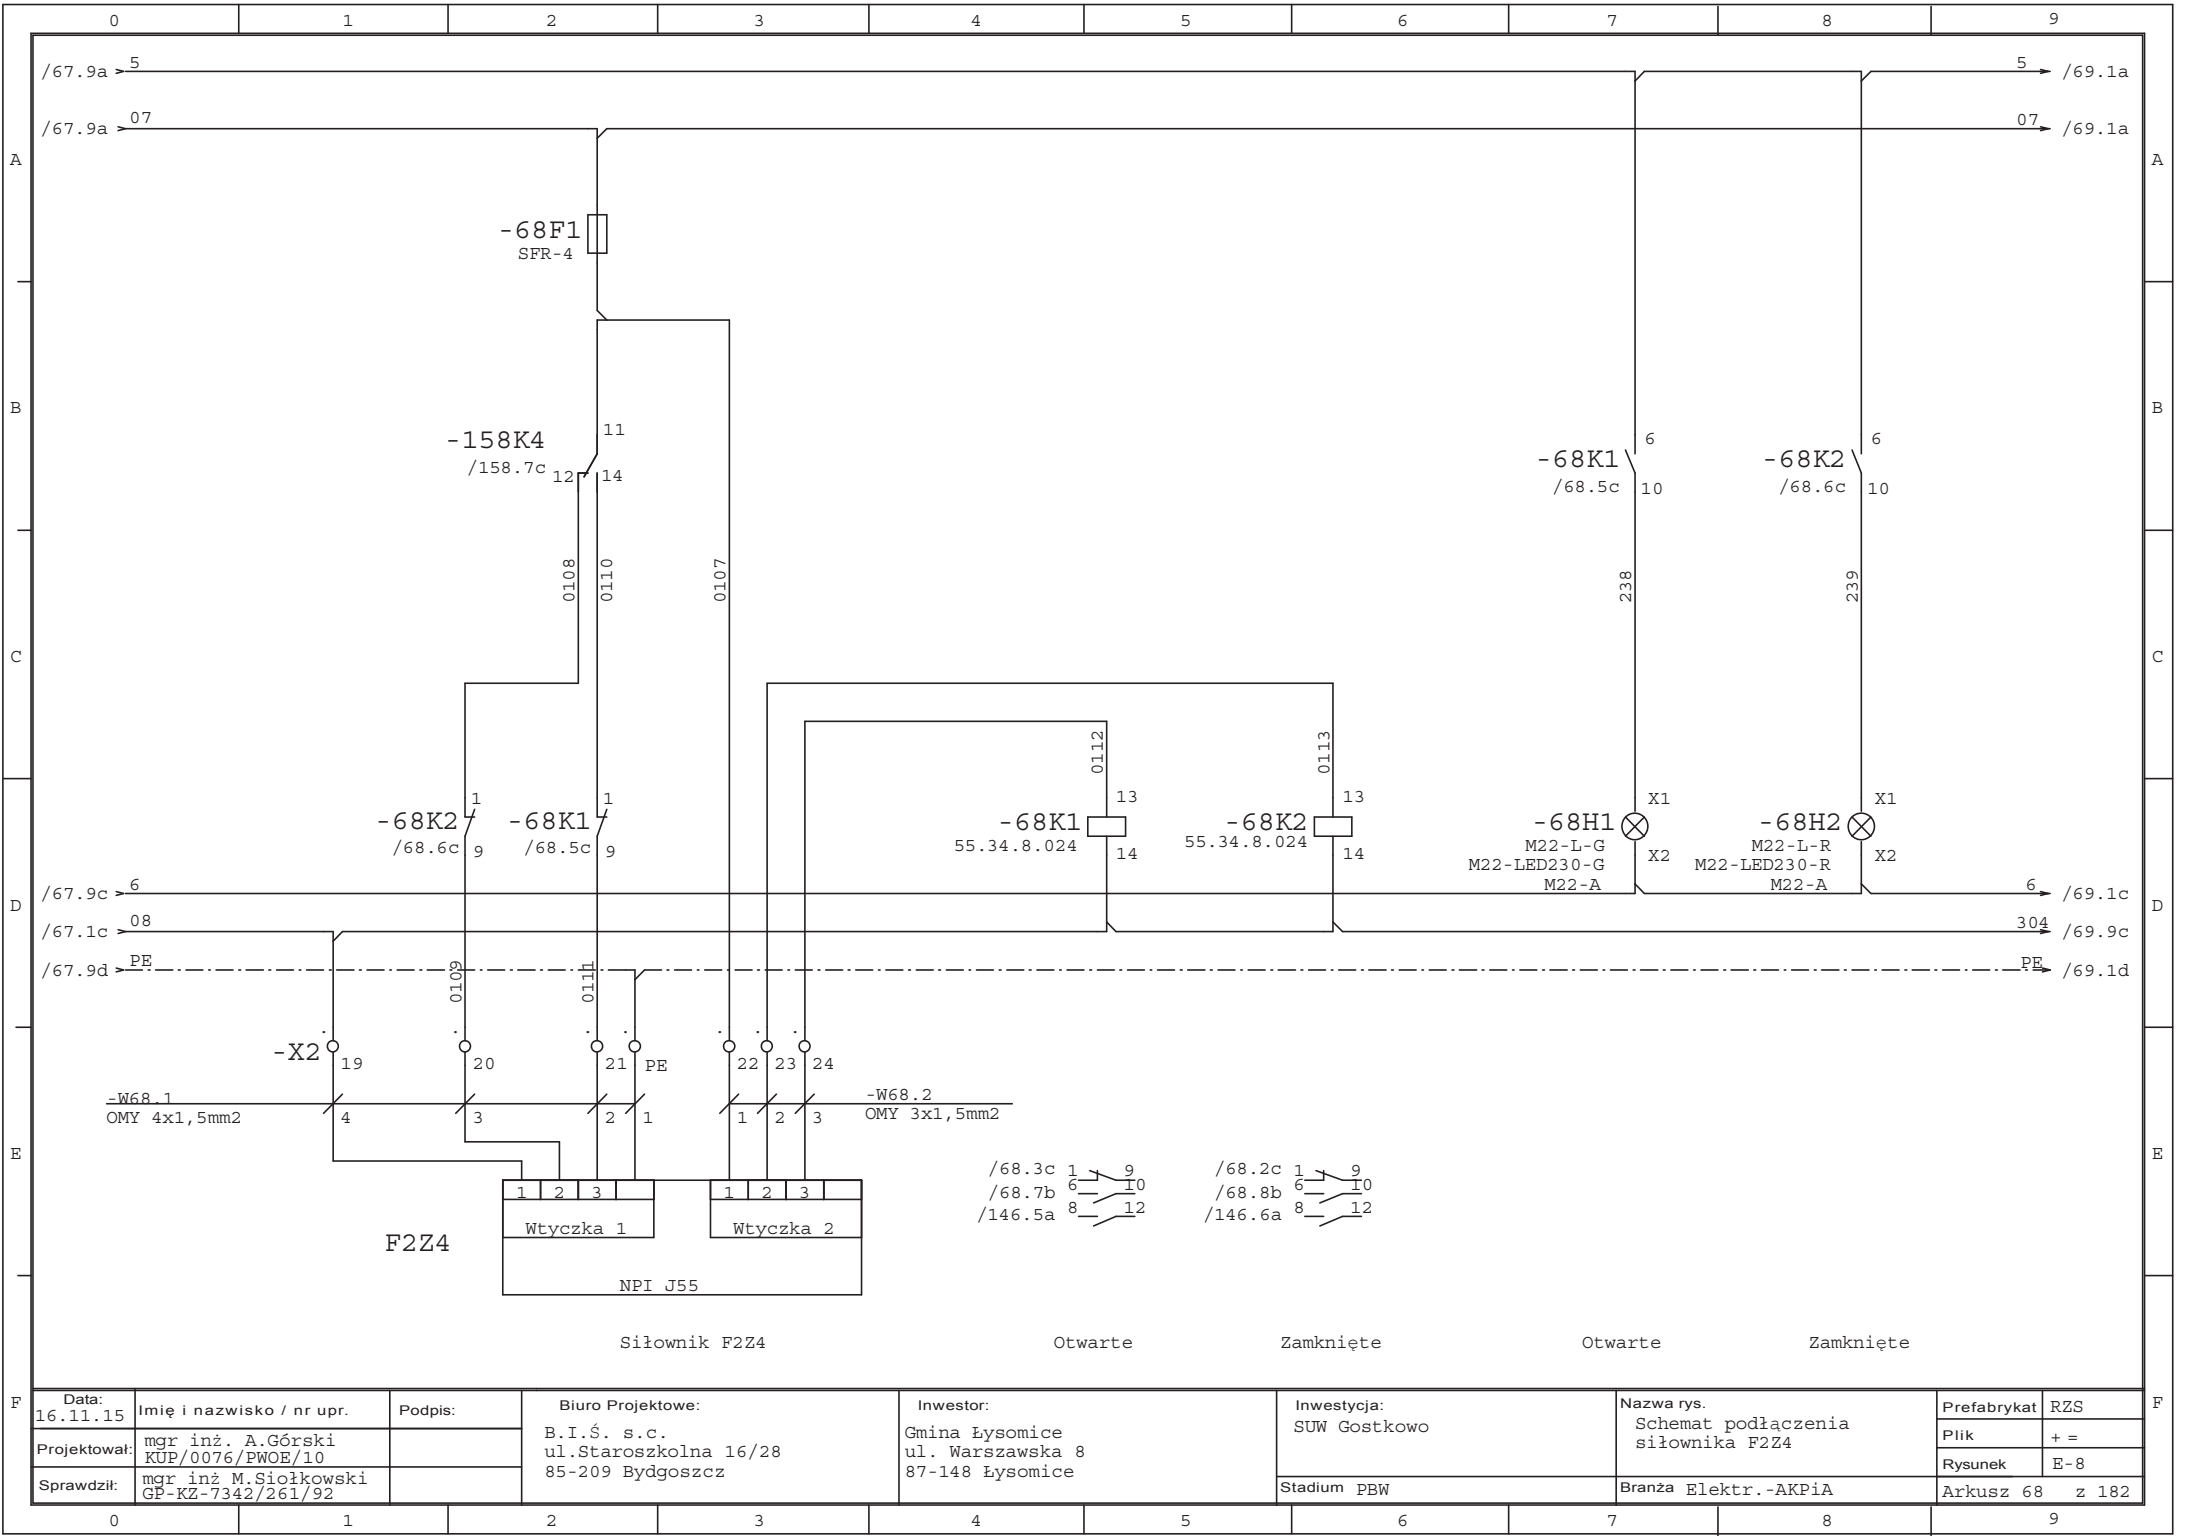 0 1 2 3 4 5 6 7 8 9
/67.9a 5
5 /69.1a
/67.9a 07
07 /69.1a
A A
-68F1
SFR-4
B B
-158K4
/158.7c
11
12 14
-68K1
/68.5c
6
10
-68K2
/68.6c
6
10
0108
0110
0107
238
239
C C
0112
0113
-68K2
/68.6c
1
9
-68K1
/68.5c
1
9
-68K1
55.34.8.024
13
14
-68K2
55.34.8.024
13
14
-68H1
M22-L-G
M22-LED230-G
M22-A
X1
X2
-68H2
M22-L-R
M22-LED230-R
M22-A
X1
X2
/67.9c 6
6 /69.1c
D D
/67.1c 08
304 /69.9c
/67.9d PE
PE /69.1d
0109
0111
-X2
19 20 21 PE 22 23 24
-W68.1
OMY 4x1,5mm2
4 3 2 1
1 2 3
-W68.2
OMY 3x1,5mm2
E E
1 2 3
Wtyczka 1
1 2 3
Wtyczka 2
F2Z4
NPI J55
/68.3c 1 9
/68.7b 6 10
/146.5a 8 12
/68.2c 1 9
/68.8b 6 10
/146.6a 8 12
Siłownik F2Z4
Otwarte
Zamknięte
Otwarte
Zamknięte
F F
Data:
16.11.15
Imię i nazwisko / nr upr.
Podpis:
Projektował:
mgr inż. A.Górski
KUP/0076/PWOE/10
Sprawdził:
mgr inż M.Siołkowski
GP-KZ-7342/261/92
Biuro Projektowe:
B.I.Ś. s.c.
ul.Staroszkolna 16/28
85-209 Bydgoszcz
Inwestor:
Gmina Łysomice
ul. Warszawska 8
87-148 Łysomice
Inwestycja:
SUW Gostkowo
Stadium PBW
Nazwa rys.
Schemat podłączenia
siłownika F2Z4
Branża Elektr.-AKPiA
Prefabrykat RZS
Plik + =
Rysunek E-8
Arkusz 68 z 182
0 1 2 3 4 5 6 7 8 9